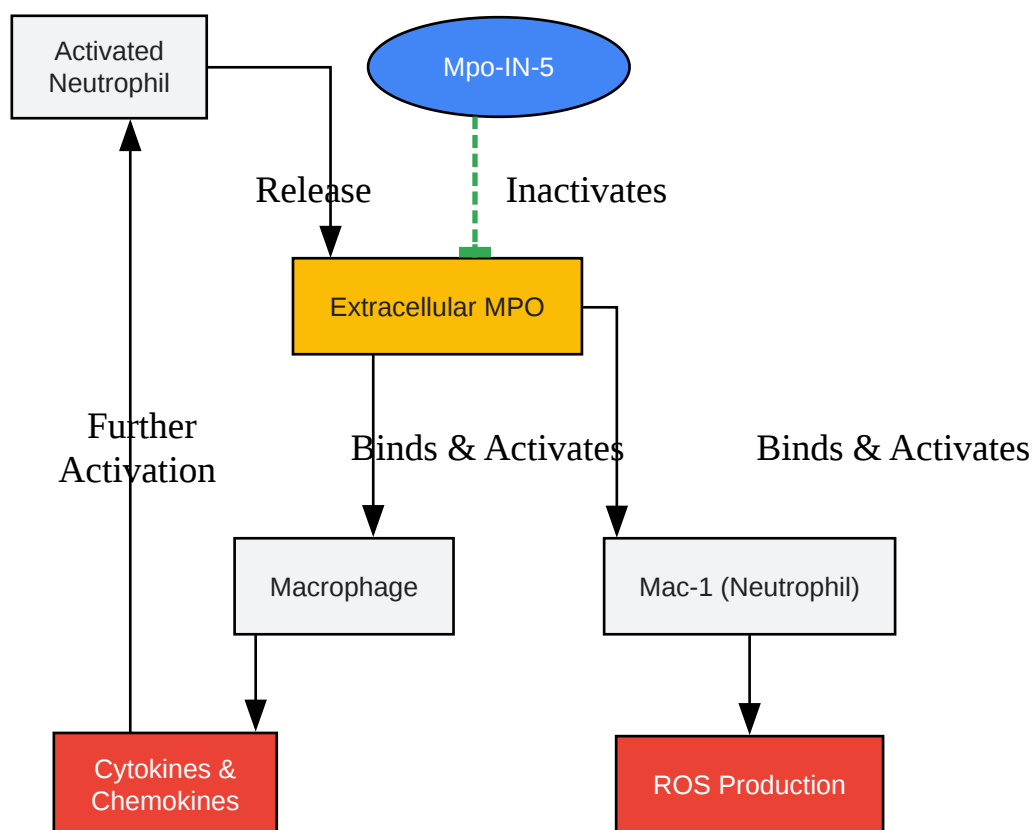 Activated
Neutrophil
Mpo-IN-5
Release
Inactivates
Extracellular MPO
Further
Activation
Binds & Activates
Binds & Activates
Macrophage
Mac-1 (Neutrophil)
Cytokines &
Chemokines
ROS Production